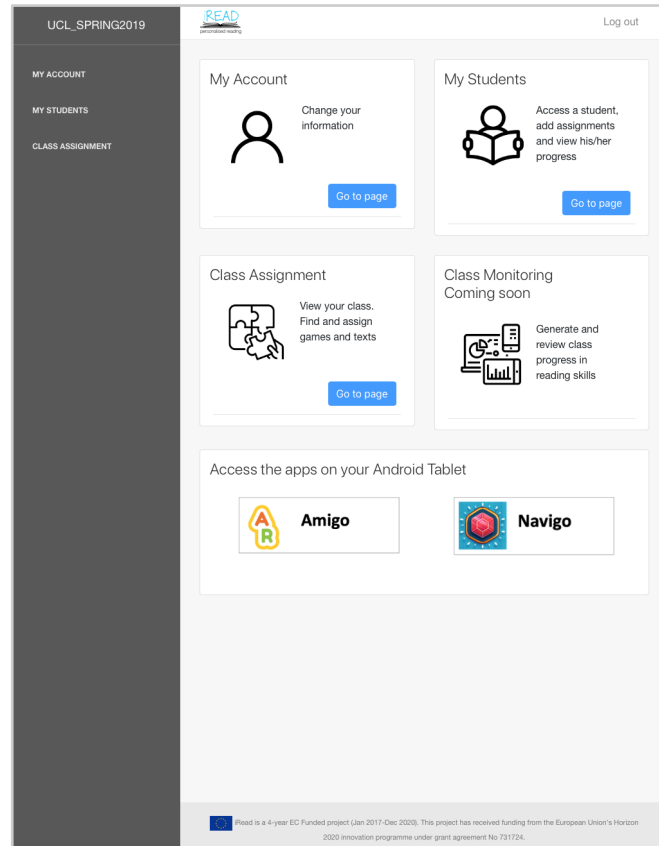 UCL_SPRING2019
READ
personalized reading
Log out
MY ACCOUNT
MY STUDENTS
CLASS ASSIGNMENT
My Account
Change your
information
Go to page
My Students
Access a student,
add assignments
and view his/her
progress
Go to page
Class Assignment
View your class.
Find and assign
games and texts
Go to page
Class Monitoring
Coming soon
Generate and
review class
progress in
reading skills
Access the apps on your Android Tablet
A
R
Amigo
Navigo
iRead is a 4-year EC Funded project (Jan 2017-Dec 2020). This project has received funding from the European Union's Horizon
2020 innovation programme under grant agreement No 731724.